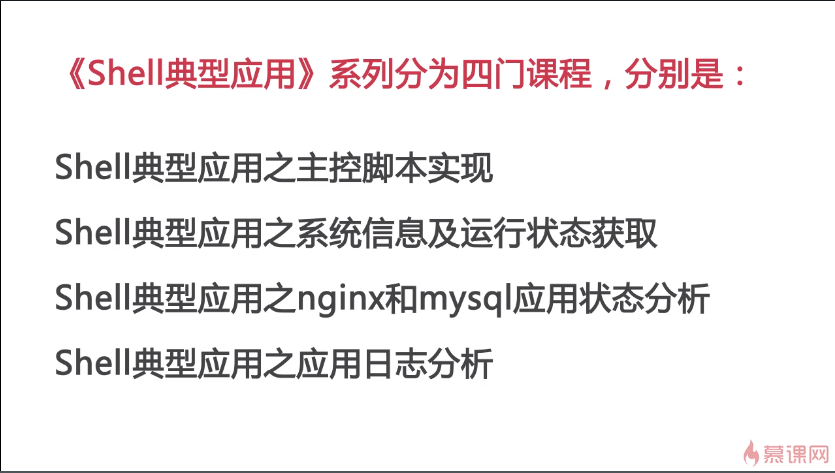 《Shell典型应用》系列分为四门课程，分别是：
Shell典型应用之主控脚本实现
Shell典型应用之系统信息及运行状态获取
Shell典型应用之nginx和mysql应用状态分析
Shell典型应用之应用日志分析
慕课网